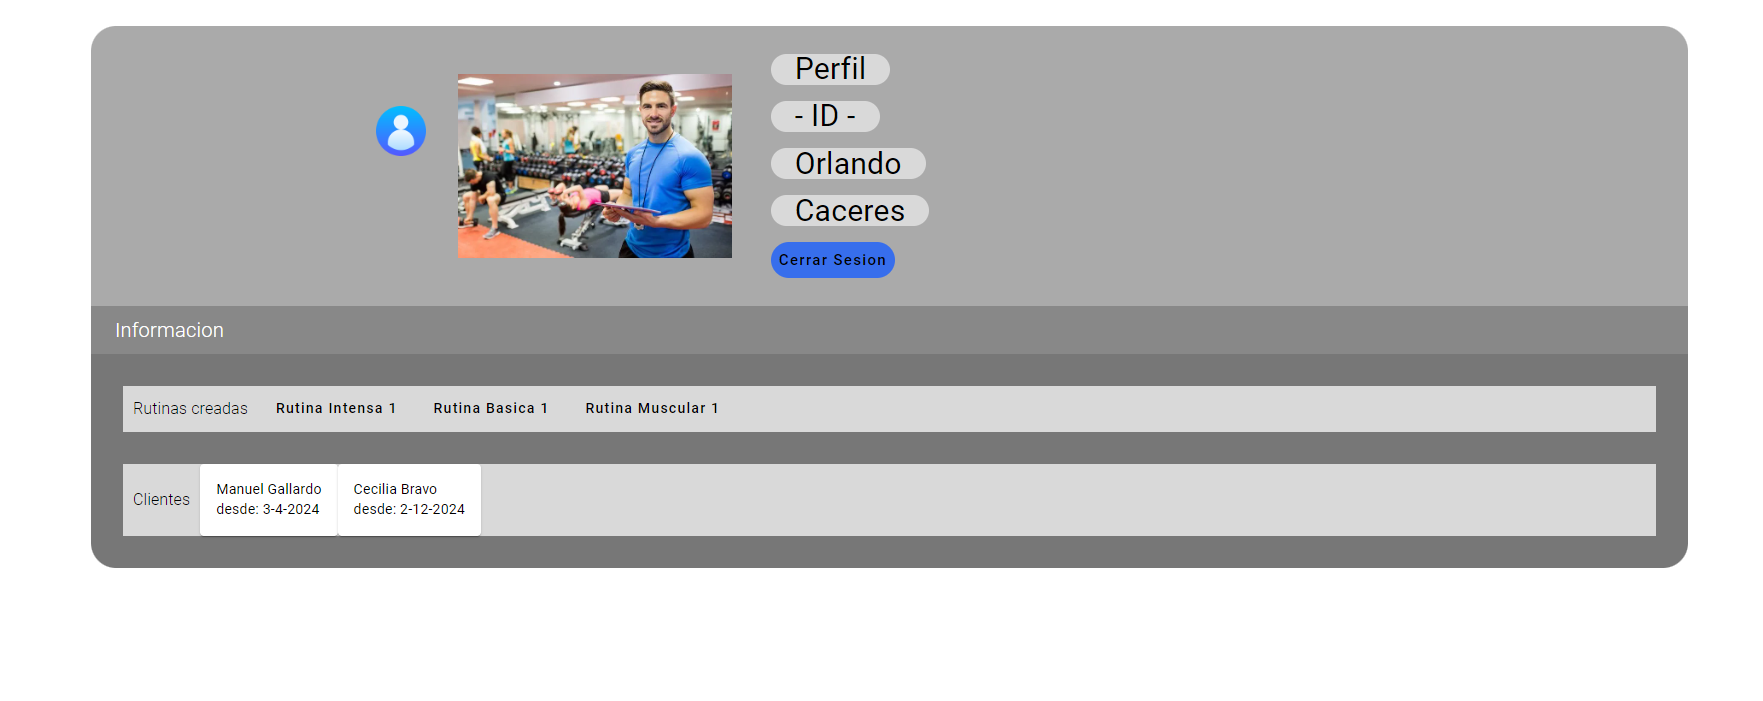 Perfil
- ID -
Orlando
Caceres
Cerrar Sesion
Informacion
Rutinas creadas Rutina Intensa 1 Rutina Basica 1 Rutina Muscular 1
Clientes
Manuel Gallardo
desde: 3-4-2024
Cecilia Bravo
desde: 2-12-2024